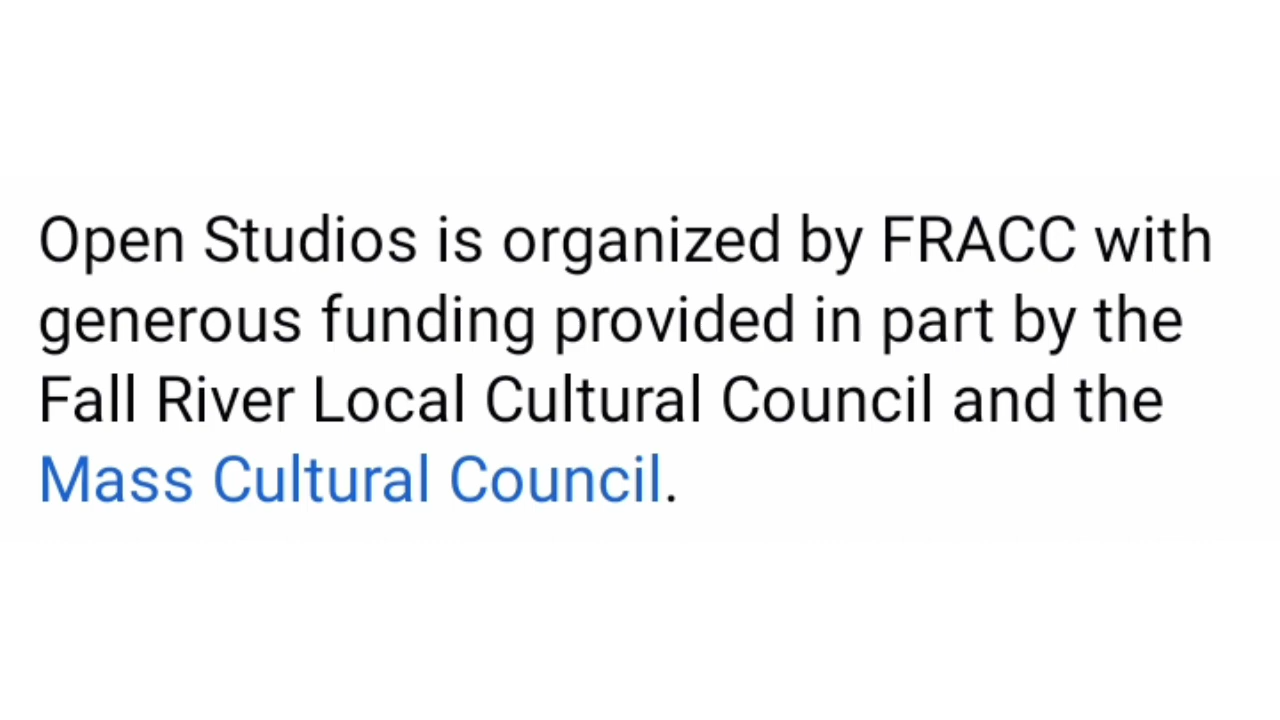 Open Studios is organized by FRACC with
generous funding provided in part by the
Fall River Local Cultural Council and the
Mass Cultural Council.